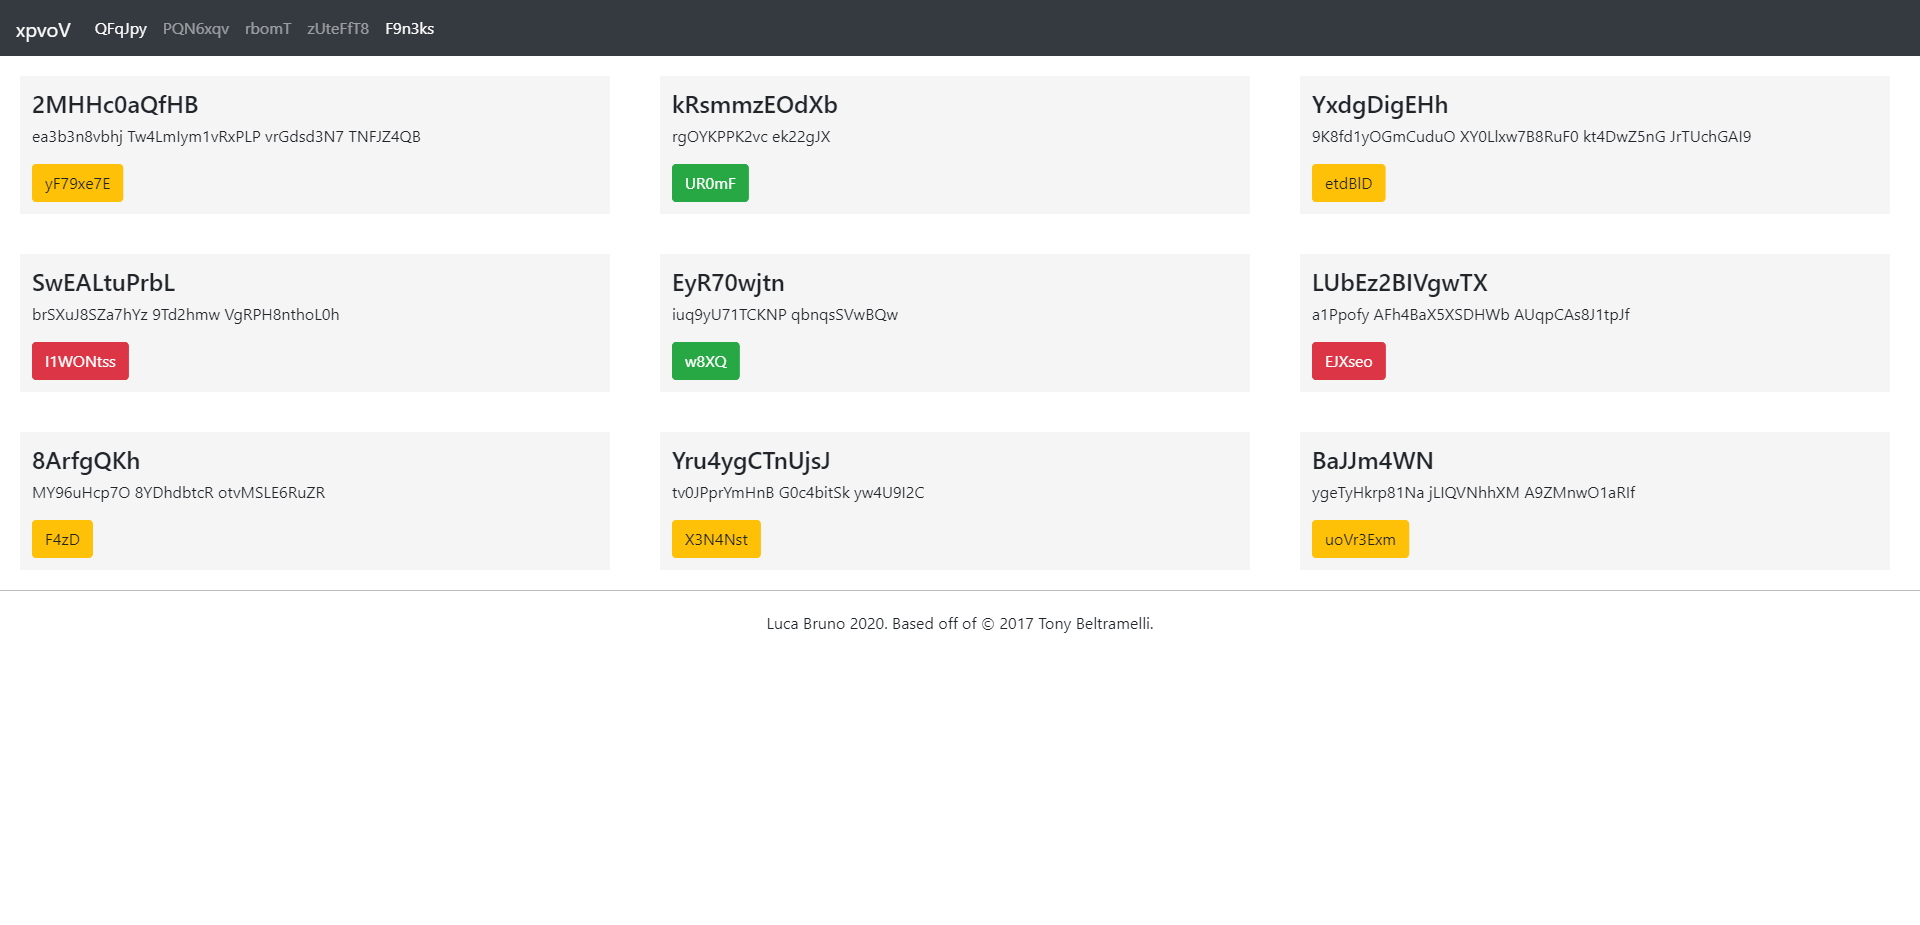 xpvoV QFqJpy PQN6xqv rbomT zUteFfT8 F9n3ks
2MHHc0aQfHB
ea3b3n8vbhj Tw4LmIym1vRxPLP vrGdsd3N7 TNFJZ4QB
yF79xe7E
kRsmmzEOdXb
rgOYKPPK2vc ek22gJX
UR0mF
YxdgDigEHh
9K8fd1yOGmCuduO XY0Llxw7B8RuF0 kt4DwZ5nG JrTUchGAI9
etdBlD
SwEALtuPrbL
brSXuJ8SZa7hYz 9Td2hmw VgRPH8nthoL0h
I1WONtss
EyR70wjtn
iuq9yU71TCKNP qbnqsSVwBQw
w8XQ
LUbEz2BIVgwTX
a1Ppofy AFh4BaX5XSDHWb AUqpCAs8J1tpJf
EJXseo
8ArfgQKh
MY96uHcp7O 8YDhdbtcR otvMSLE6RuZR
F4zD
Yru4ygCTnUjsJ
tv0JPprYmHnB G0c4bitSk yw4U9I2C
X3N4Nst
BaJJm4WN
ygeTyHkrp81Na jLIQVNhhXM A9ZMnwO1aRIf
uoVr3Exm
Luca Bruno 2020. Based off of © 2017 Tony Beltramelli.